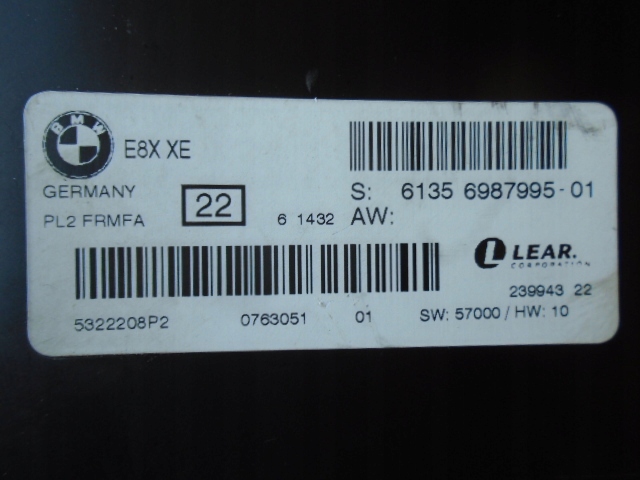 BMW
E8X XE
GERMANY
PL2 FRMFA
22
6 1432
S: 6135 6987995-01
AW:
LEAR.
CORPORATION
239943 22
5322208P2 0763051 01 SW: 57000 / HW: 10